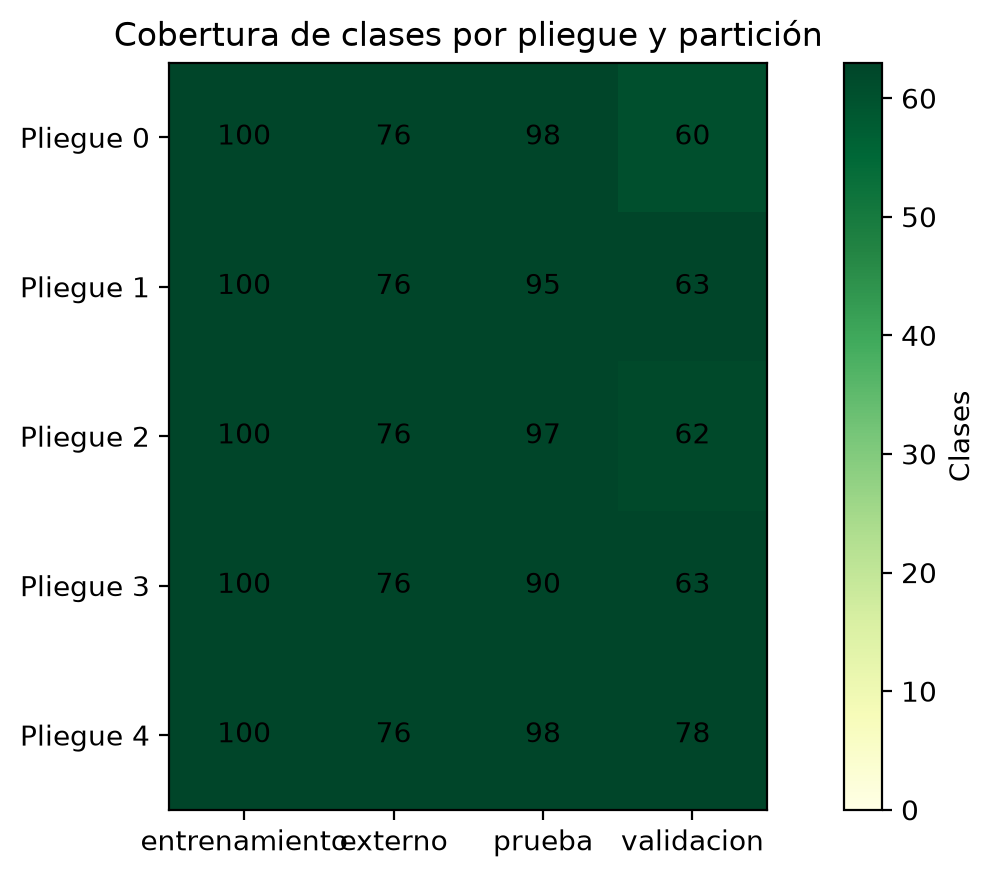 Cobertura de clases por pliegue y partición
Pliegue 0 100 76 98 60
Pliegue 1 100 76 95 63
Pliegue 2 100 76 97 62
Pliegue 3 100 76 90 63
Pliegue 4 100 76 98 78
entrenamiento externo prueba validacion
60
50
40
30
20
10
0
Clases